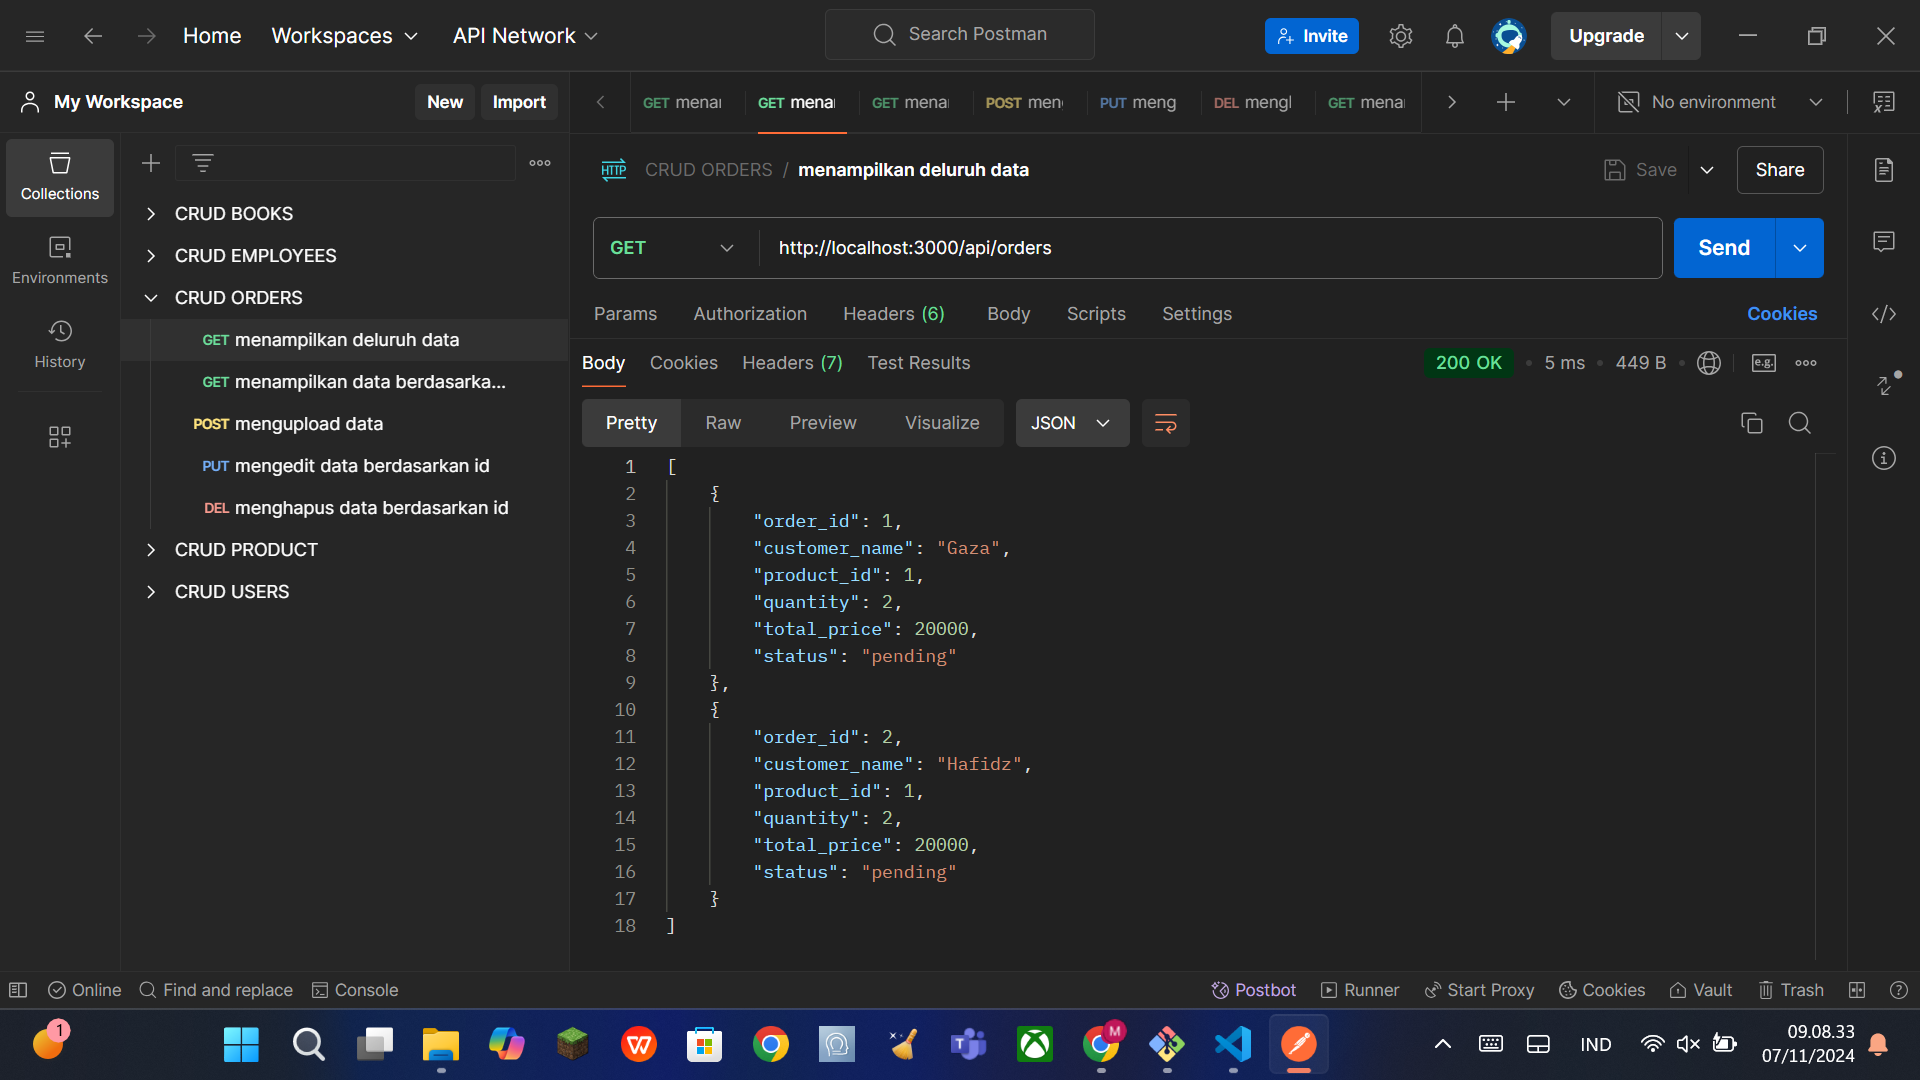 Home
Workspaces
API Network
Search Postman
Invite
Upgrade
My Workspace
New
Import
GET menai
GET menai
GET menai
POST men
PUT meng
DEL mengl
GET menai
No environment
Collections
Environments
History
CRUD BOOKS
CRUD EMPLOYEES
CRUD ORDERS
GET menampilkan deluruh data
GET menampilkan data berdasarka...
POST mengupload data
PUT mengedit data berdasarkan id
DEL menghapus data berdasarkan id
CRUD PRODUCT
CRUD USERS
HTTP CRUD ORDERS / menampilkan deluruh data
Save
Share
GET
http://localhost:3000/api/orders
Send
Params Authorization Headers (6) Body Scripts Settings
Cookies
Body Cookies Headers (7) Test Results
200 OK • 5 ms • 449 B •
e.g.
Pretty Raw Preview Visualize JSON
1 [
2 {
3 "order_id": 1,
4 "customer_name": "Gaza",
5 "product_id": 1,
6 "quantity": 2,
7 "total_price": 20000,
8 "status": "pending"
9 },
10 {
11 "order_id": 2,
12 "customer_name": "Hafidz",
13 "product_id": 1,
14 "quantity": 2,
15 "total_price": 20000,
16 "status": "pending"
17 }
18 ]
Online Find and replace Console
Postbot Runner Start Proxy Cookies Vault Trash
1
M
IND
09.08.33
07/11/2024